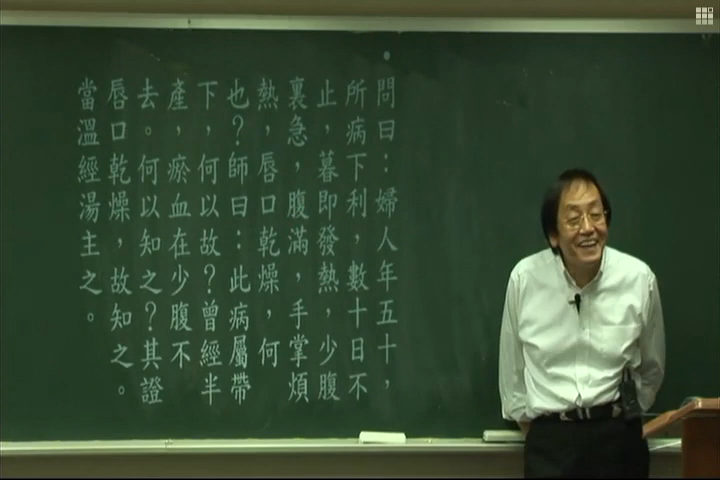 問曰：婦人年五十，
所病下利，數十日不
止，暮即發熱，少腹
裏急，腹滿，手掌煩
熱，唇口乾燥，何
也？師曰：此病屬帶
下，何以故？曾經半
產，瘀血在少腹不
去。何以知之？其證
唇口乾燥，故知之。
當溫經湯主之。